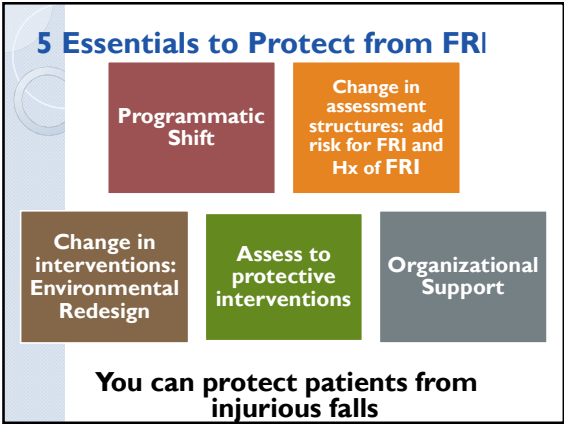 5 Essentials to Protect from FRI
Programmatic
Shift
Change in
assessment
structures: add
risk for FRI and
Hx of FRI
Change in
interventions:
Environmental
Redesign
Assess to
protective
interventions
Organizational
Support
You can protect patients from
injurious falls